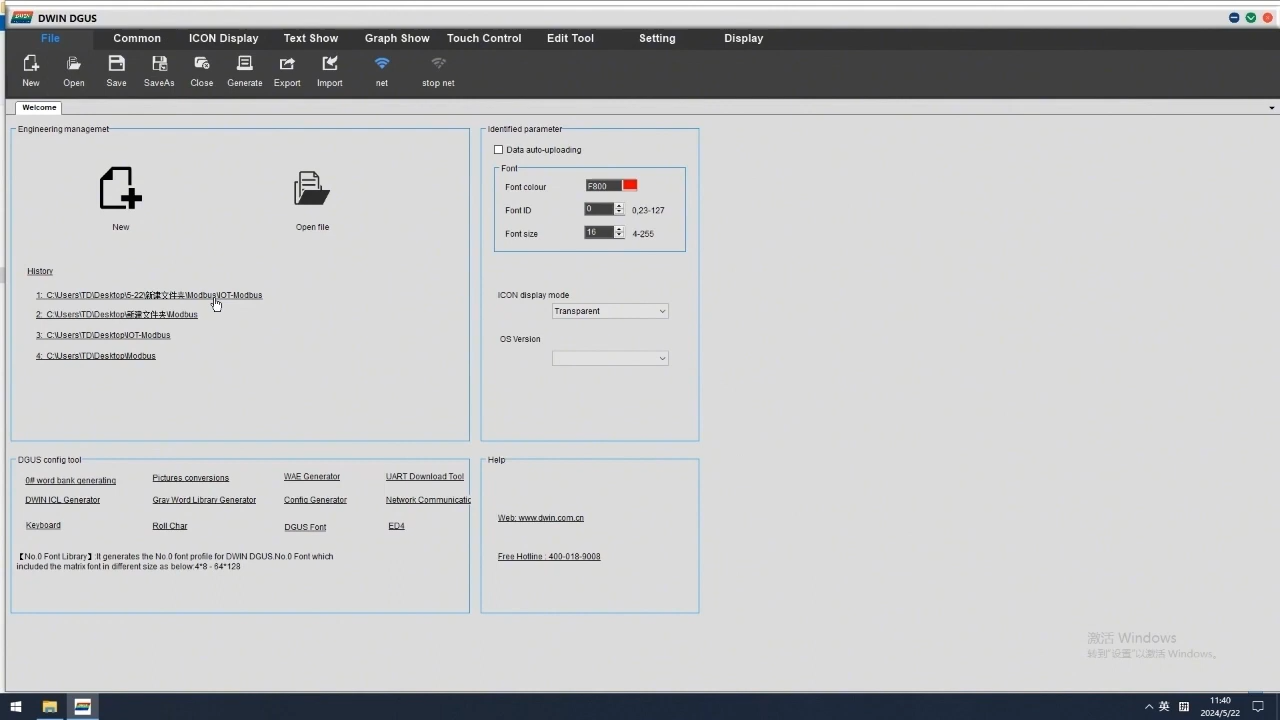 DWIN DGUS
File Common ICON Display Text Show Graph Show Touch Control Edit Tool Setting Display
New Open Save SaveAs Close Generate Export Import net stop net
Welcome
Engineering managemet
New Open file
History
1: C:\Users\TD\Desktop\5-22\新建文件夹\Modbus\IOT-Modbus
2: C:\Users\TD\Desktop\新建文件夹\Modbus
3: C:\Users\TD\Desktop\IOT-Modbus
4: C:\Users\TD\Desktop\Modbus
Identified parameter
Data auto-uploading
Font
Font colour F800
Font ID 0 0,23-127
Font size 16 4-255
ICON display mode
Transparent
OS Version
DGUS config tool
0# word bank generating Pictures conversions WAE Generator UART Download Tool
DWIN ICL Generator Gray Word Library Generator Config Generator Network Communicatic
Keyboard Roll Char DGUS Font ED4
【No.0 Font Library】:It generates the No.0 font profile for DWIN DGUS.No.0 Font which
included the matrix font in different size as below:4*8 - 64*128
Help
Web: www.dwin.com.cn
Free Hotline : 400-018-9008
激活 Windows
转到"设置"以激活 Windows。
英 拼 11:40
2024/5/22